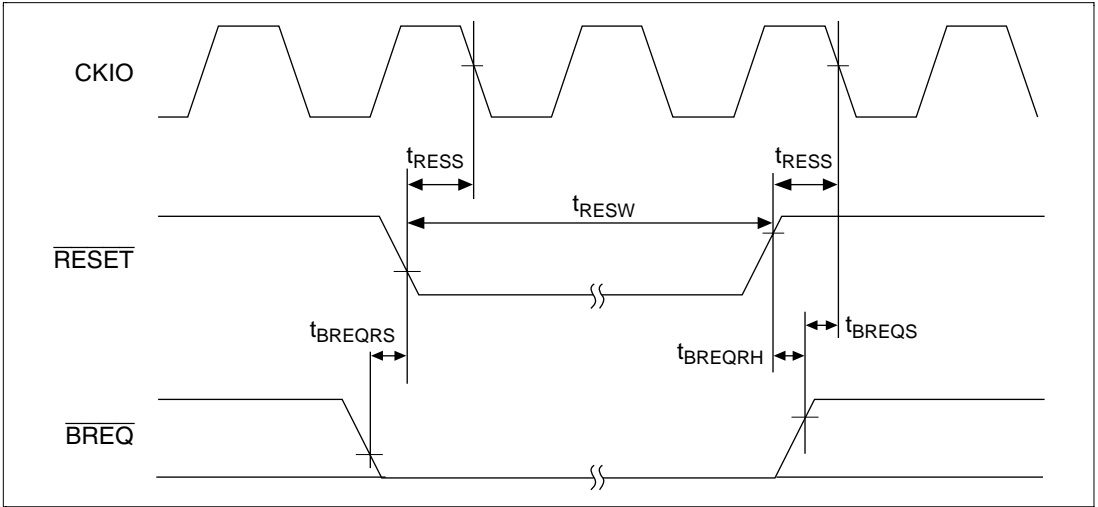 CKIO
tRESS
tRESS
tRESW
RESET
tBREQRS
tBREQS
tBREQRH
BREQ